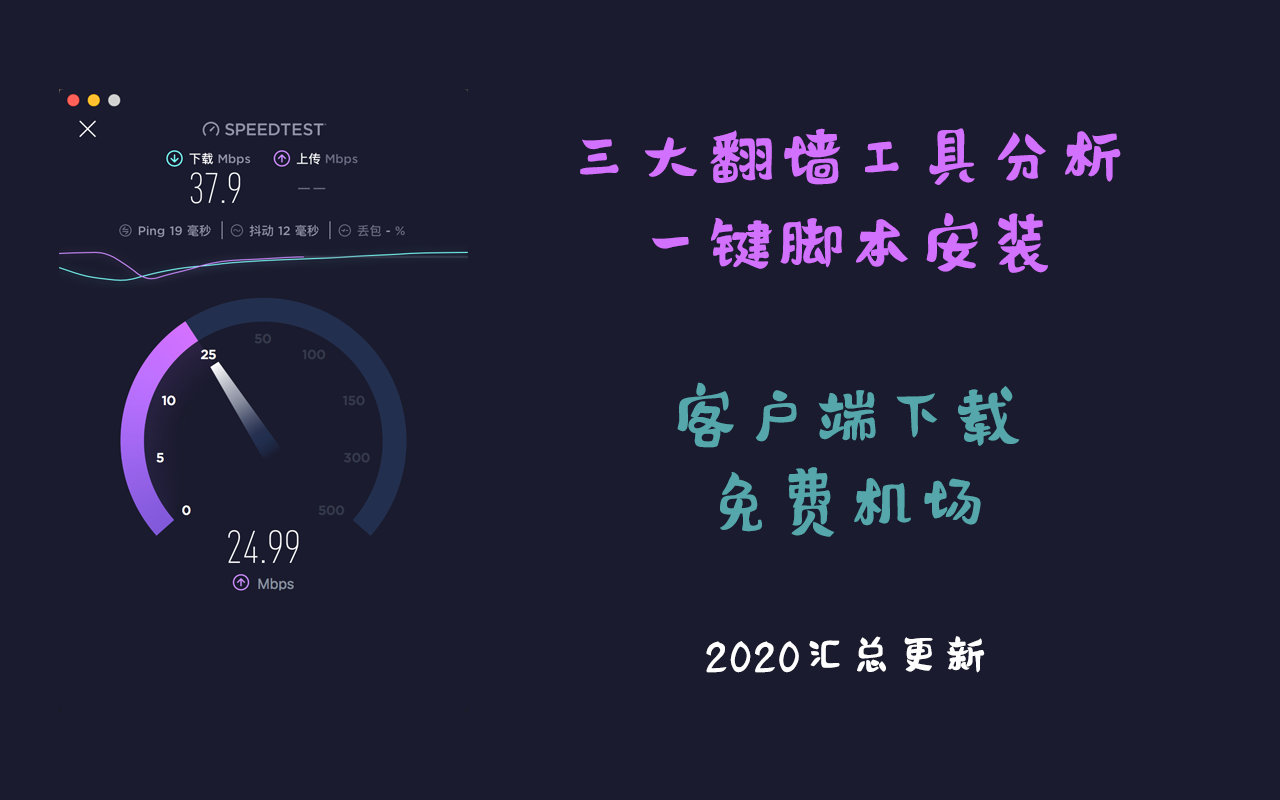 SPEEDTEST
下载 Mbps 上传 Mbps
37.9 ——
Ping 19 毫秒 抖动 12 毫秒 丢包 - %
0
5
10
25
50
100
150
300
500
24.99
Mbps
三大翻墙工具分析
一键脚本安装
客户端下载
免费机场
2020汇总更新